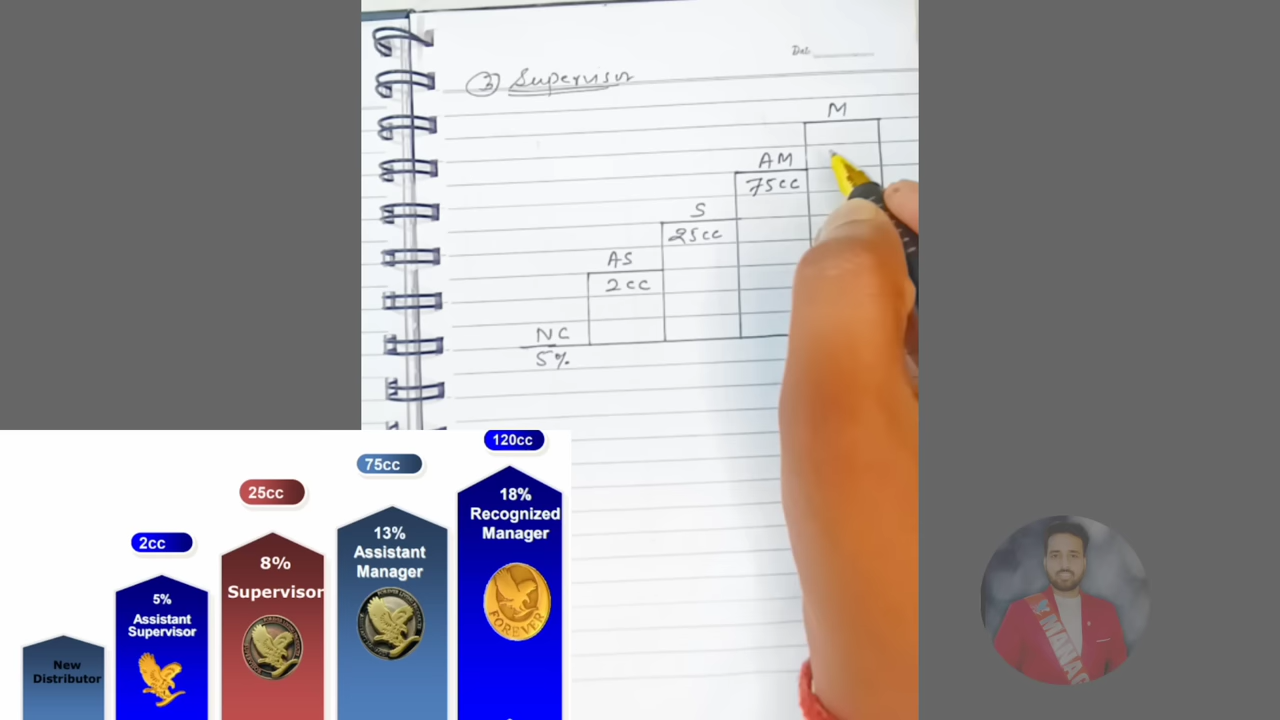 Date
③ Supervisor
M
AM
75cc
S
25cc
AS
2cc
NC
5%
120cc
75cc
25cc
2cc
18%
Recognized
Manager
13%
Assistant
Manager
8%
Supervisor
5%
Assistant
Supervisor
New
Distributor
FOREVER
MANAG